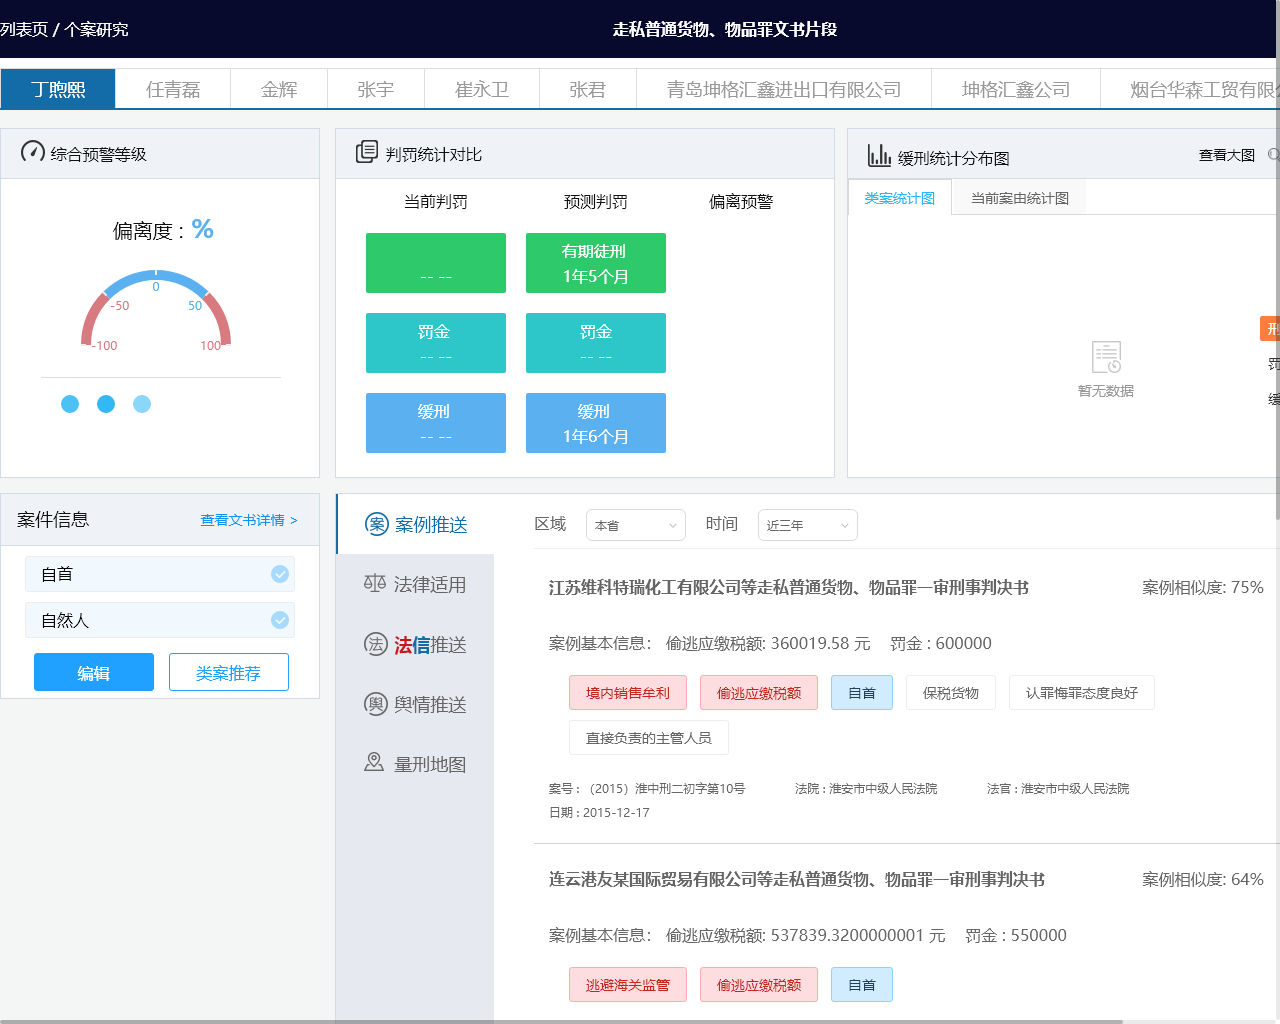 列表页 / 个案研究
走私普通货物、物品罪文书片段
丁煦熙
任青磊
金辉
张宇
崔永卫
张君
青岛坤格汇鑫进出口有限公司
坤格汇鑫公司
烟台华森工贸有限
综合预警等级
偏离度 : %
0
-50
50
-100
100
判罚统计对比
当前判罚
预测判罚
偏离预警
-- --
有期徒刑
1年5个月
罚金
-- --
罚金
-- --
缓刑
-- --
缓刑
1年6个月
缓刑统计分布图
查看大图
类案统计图
当前案由统计图
暂无数据
刑
罚
缓
案件信息
查看文书详情 >
自首
自然人
编辑
类案推荐
案 案例推送
法律适用
法 法信推送
舆 舆情推送
量刑地图
区域
本省
时间
近三年
江苏维科特瑞化工有限公司等走私普通货物、物品罪一审刑事判决书
案例相似度: 75%
案例基本信息： 偷逃应缴税额: 360019.58 元 罚金 : 600000
境内销售牟利
偷逃应缴税额
自首
保税货物
认罪悔罪态度良好
直接负责的主管人员
案号 : （2015）淮中刑二初字第10号
法院 : 淮安市中级人民法院
法官 : 淮安市中级人民法院
日期 : 2015-12-17
连云港友某国际贸易有限公司等走私普通货物、物品罪一审刑事判决书
案例相似度: 64%
案例基本信息： 偷逃应缴税额: 537839.3200000001 元 罚金 : 550000
逃避海关监管
偷逃应缴税额
自首